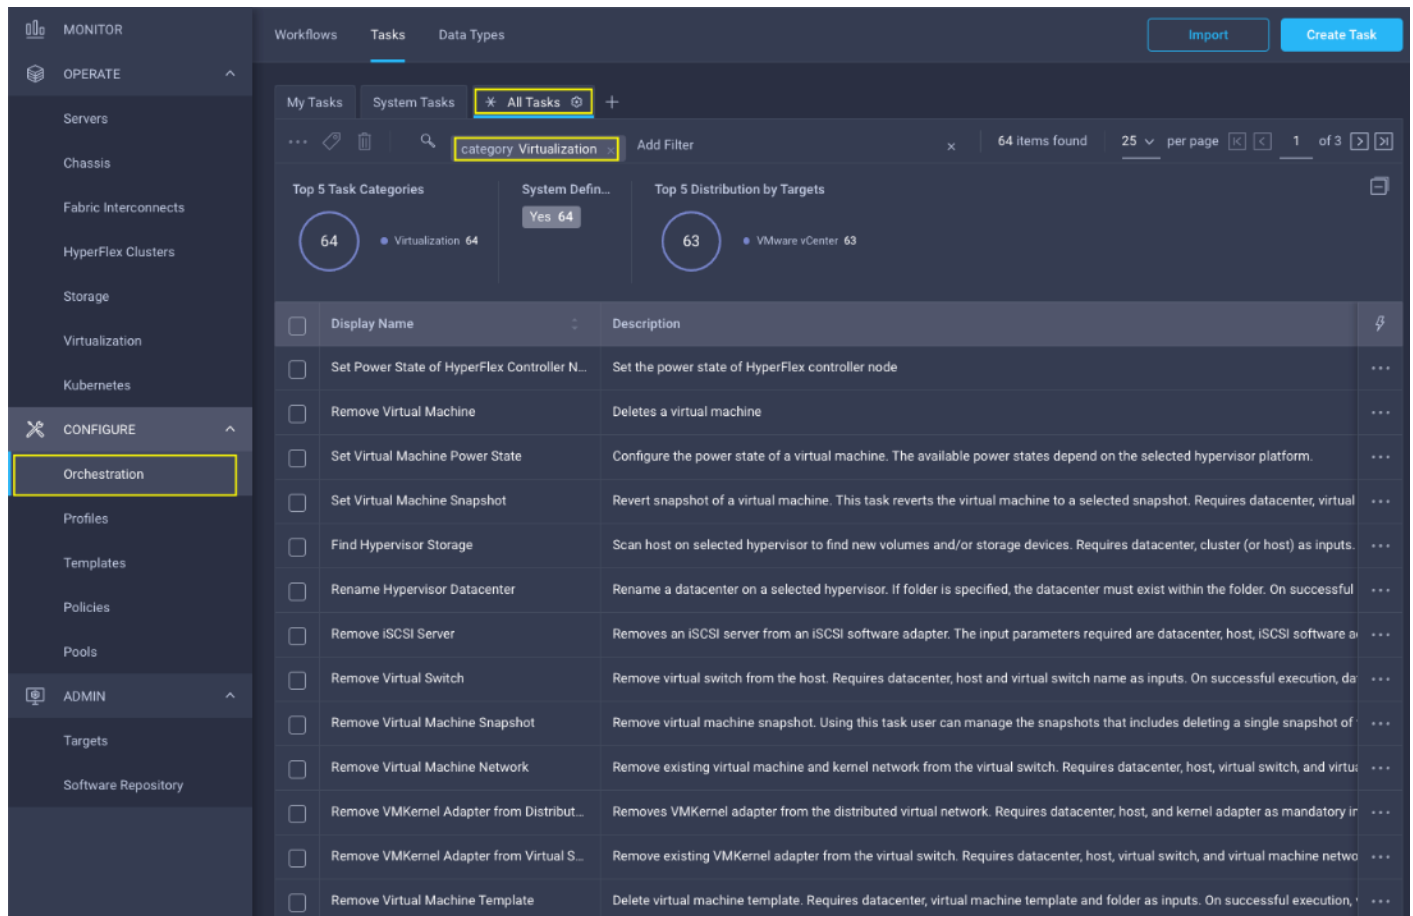 MONITOR
OPERATE
Servers
Chassis
Fabric Interconnects
HyperFlex Clusters
Storage
Virtualization
Kubernetes
CONFIGURE
Orchestration
Profiles
Templates
Policies
Pools
ADMIN
Targets
Software Repository
Workflows Tasks Data Types Import Create Task
My Tasks System Tasks All Tasks
category Virtualization × Add Filter × 64 items found 25 per page 1 of 3
Top 5 Task Categories System Defin... Top 5 Distribution by Targets
Yes 64
64 Virtualization 64 63 VMware vCenter 63
Display Name Description
Set Power State of HyperFlex Controller N... Set the power state of HyperFlex controller node
Remove Virtual Machine Deletes a virtual machine
Set Virtual Machine Power State Configure the power state of a virtual machine. The available power states depend on the selected hypervisor platform.
Set Virtual Machine Snapshot Revert snapshot of a virtual machine. This task reverts the virtual machine to a selected snapshot. Requires datacenter, virtual
Find Hypervisor Storage Scan host on selected hypervisor to find new volumes and/or storage devices. Requires datacenter, cluster (or host) as inputs.
Rename Hypervisor Datacenter Rename a datacenter on a selected hypervisor. If folder is specified, the datacenter must exist within the folder. On successful
Remove iSCSI Server Removes an iSCSI server from an iSCSI software adapter. The input parameters required are datacenter, host, iSCSI software
Remove Virtual Switch Remove virtual switch from the host. Requires datacenter, host and virtual switch name as inputs. On successful execution,
Remove Virtual Machine Snapshot Remove virtual machine snapshot. Using this task user can manage the snapshots that includes deleting a single snapshot of
Remove Virtual Machine Network Remove existing virtual machine and kernel network from the virtual switch. Requires datacenter, host, virtual switch, and
Remove VMKernel Adapter from Distribut... Removes VMKernel adapter from the distributed virtual network. Requires datacenter, host, and kernel adapter as mandatory
Remove VMKernel Adapter from Virtual S... Remove existing VMKernel adapter from the virtual switch. Requires datacenter, host, virtual switch, and virtual machine netwo
Remove Virtual Machine Template Delete virtual machine template. Requires datacenter, virtual machine template and folder as inputs. On successful execution,